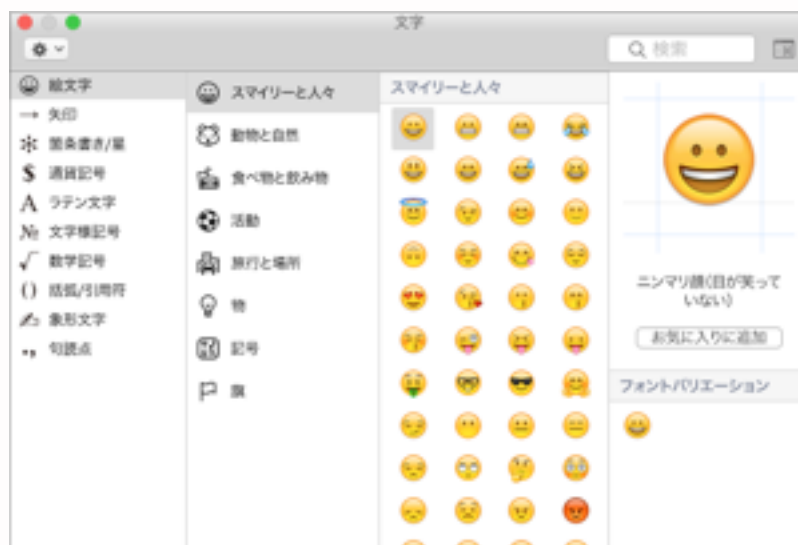 文字
検索
絵文字
矢印
箇条書き/星
通貨記号
ラテン文字
文字様記号
数学記号
括弧/引用符
象形文字
句読点
スマイリーと人々
動物と自然
食べ物と飲み物
活動
旅行と場所
物
記号
旗
スマイリーと人々
ニンマリ顔(目が笑って
いない)
お気に入りに追加
フォントバリエーション